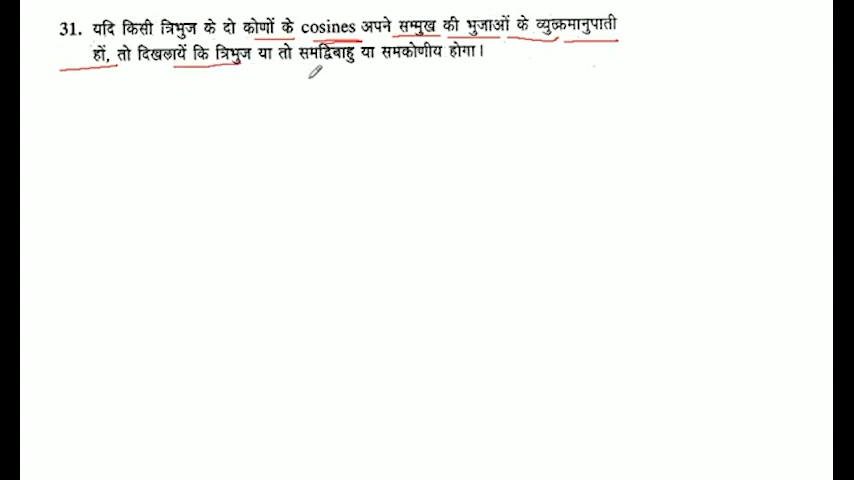 31. यदि किसी त्रिभुज के दो कोणों के cosines अपने सम्मुख की भुजाओं के व्युत्क्रमानुपाती
हों, तो दिखलायें कि त्रिभुज या तो समद्विबाहु या समकोणीय होगा।